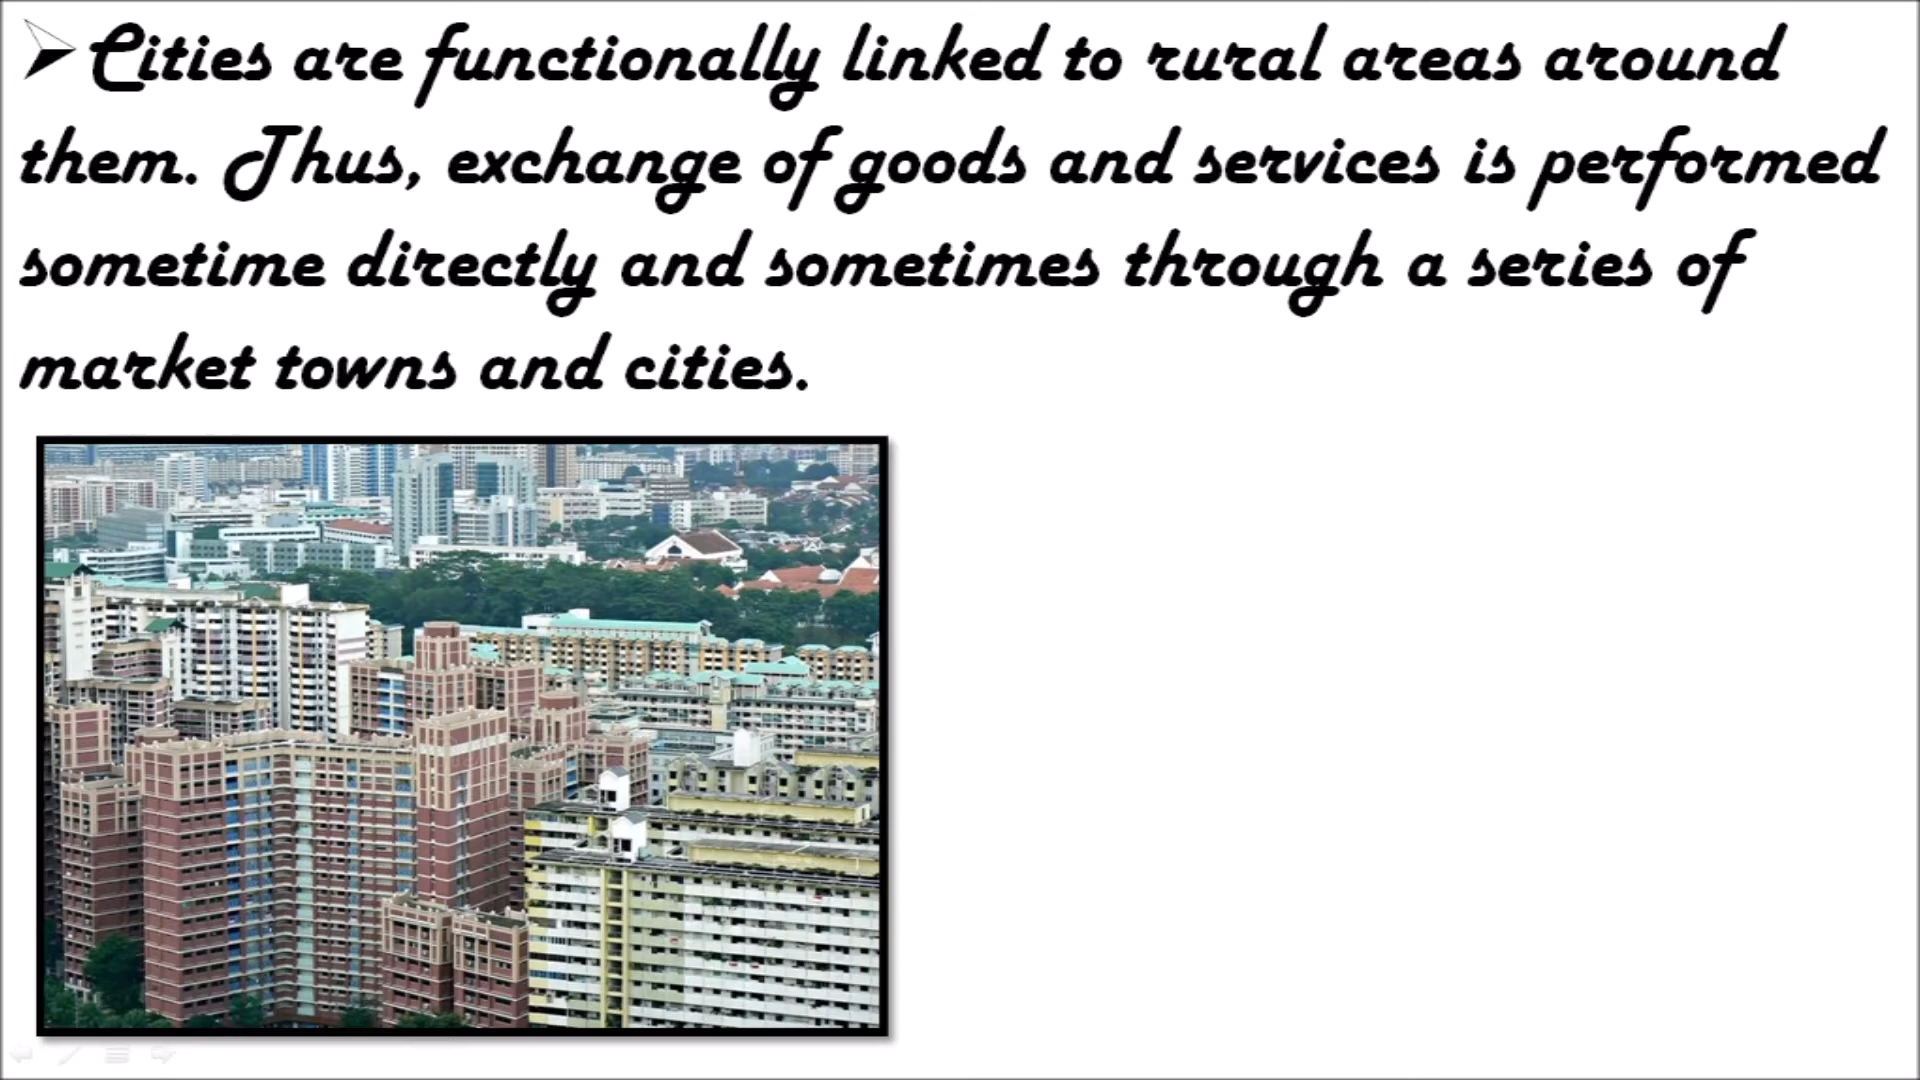 Cities are functionally linked to rural areas around
them. Thus, exchange of goods and services is performed
sometime directly and sometimes through a series of
market towns and cities.